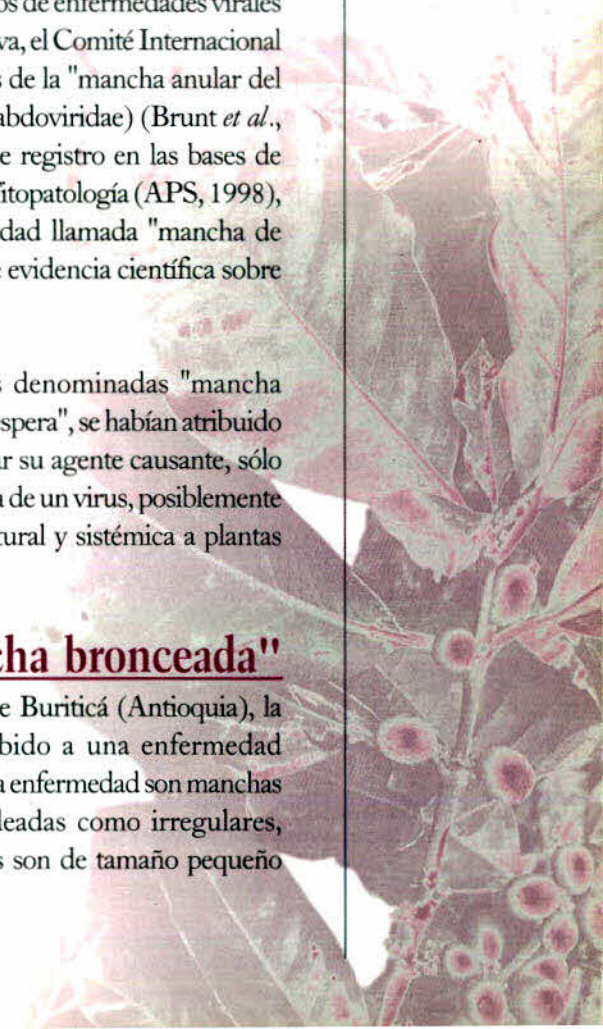 os de enfermedades virales
va, el Comité Internacional
s de la "mancha anular del
abdoviridae) (Brunt et al.,
e registro en las bases de
Fitopatología (APS, 1998),
dad llamada "mancha de
e evidencia científica sobre
s denominadas "mancha
espera", se habían atribuido
ar su agente causante, sólo
a de un virus, posiblemente
tural y sistémica a plantas
cha bronceada"
e Buriticá (Antioquia), la
bido a una enfermedad
a enfermedad son manchas
leadas como irregulares,
s son de tamaño pequeño